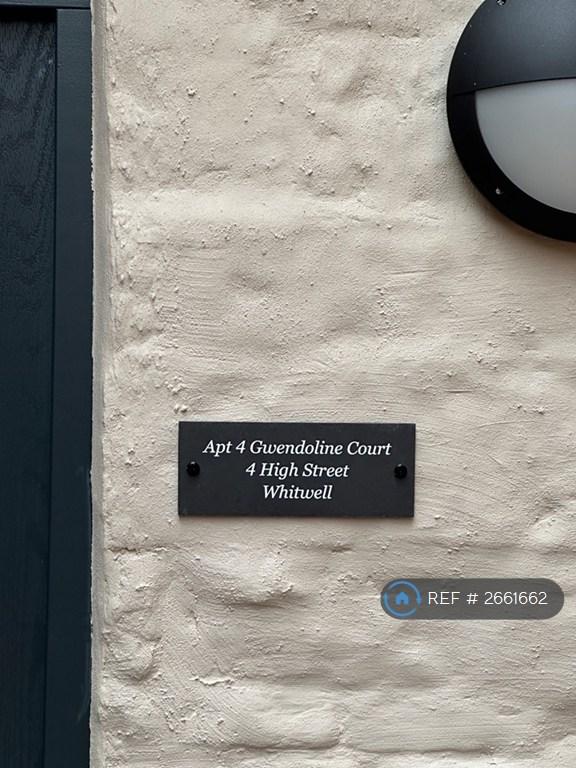 Apt 4 Gwendoline Court
4 High Street
Whitwell
REF # 2661662